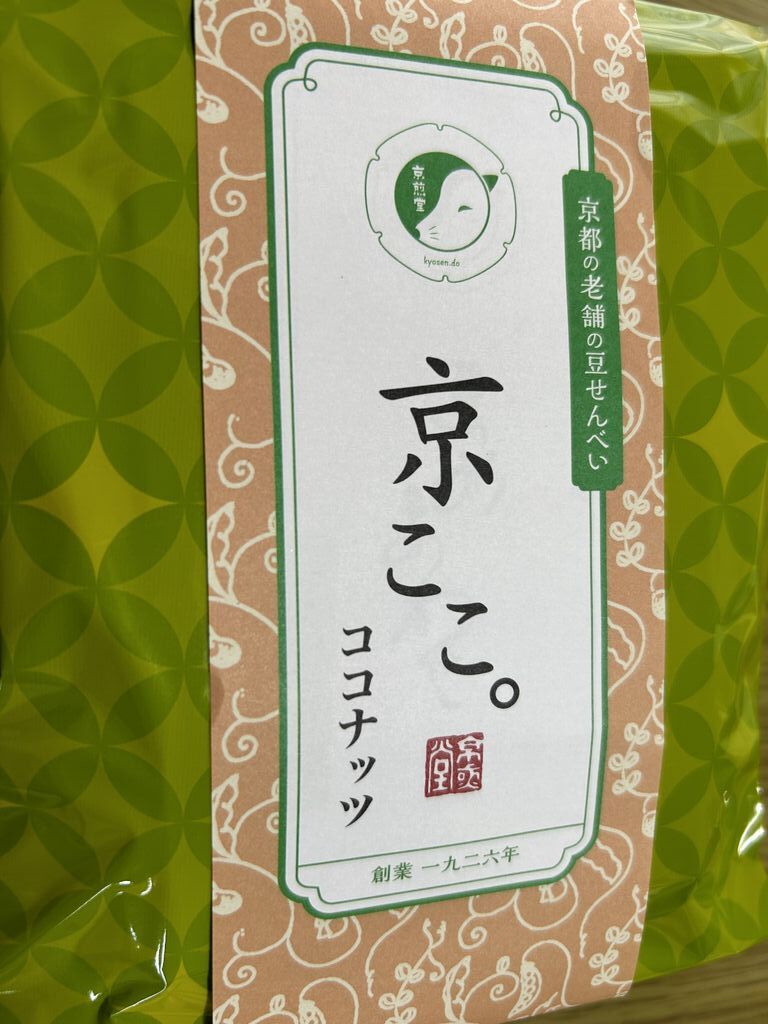 京都の老舗の豆せんべい
京煎堂
kyosen.do
京ここ。
ココナッツ
創業 一九二六年